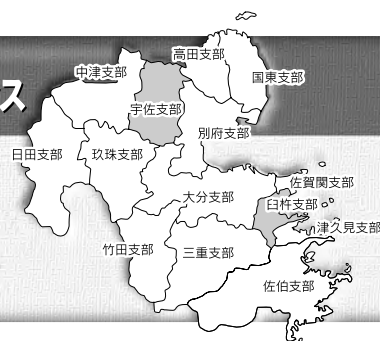 高田支部
中津支部
国東支部
ス
宇佐支部
別府支部
日田支部
玖珠支部
佐賀関支部
大分支部
臼杵支部
津久見支部
竹田支部
三重支部
佐伯支部